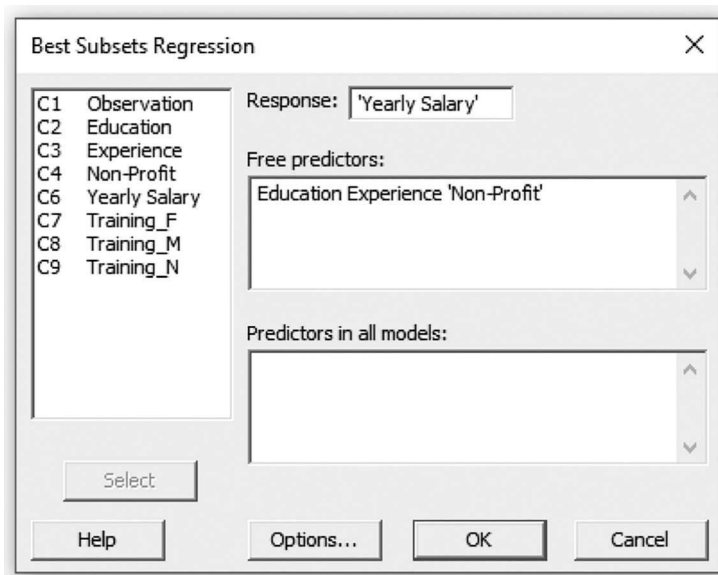 Best Subsets Regression
C1 Observation
C2 Education
C3 Experience
C4 Non-Profit
C6 Yearly Salary
C7 Training_F
C8 Training_M
C9 Training_N
Response: 'Yearly Salary'
Free predictors:
Education Experience 'Non-Profit'
Predictors in all models:
Select
Help Options... OK Cancel